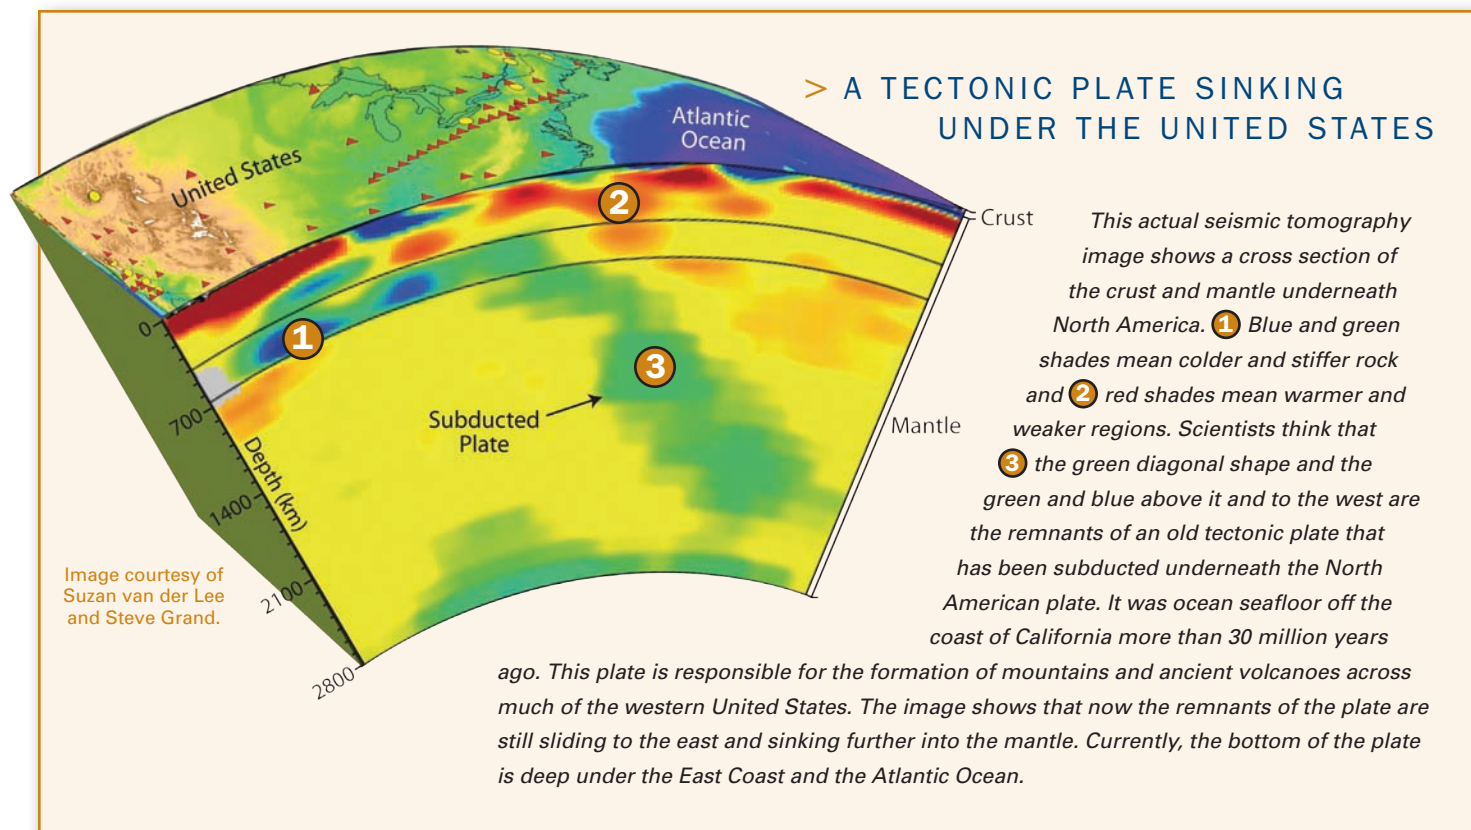 > A TECTONIC PLATE SINKING
UNDER THE UNITED STATES
Atlantic
Ocean
United States
2
Crust
1
3
Subducted
Plate
Mantle
0
700
1400
2100
2800
Depth (km)
This actual seismic tomography
image shows a cross section of
the crust and mantle underneath
North America. 1 Blue and green
shades mean colder and stiffer rock
and 2 red shades mean warmer and
weaker regions. Scientists think that
3 the green diagonal shape and the
green and blue above it and to the west are
the remnants of an old tectonic plate that
has been subducted underneath the North
American plate. It was ocean seafloor off the
coast of California more than 30 million years
ago. This plate is responsible for the formation of mountains and ancient volcanoes across
much of the western United States. The image shows that now the remnants of the plate are
still sliding to the east and sinking further into the mantle. Currently, the bottom of the plate
is deep under the East Coast and the Atlantic Ocean.
Image courtesy of
Suzan van der Lee
and Steve Grand.